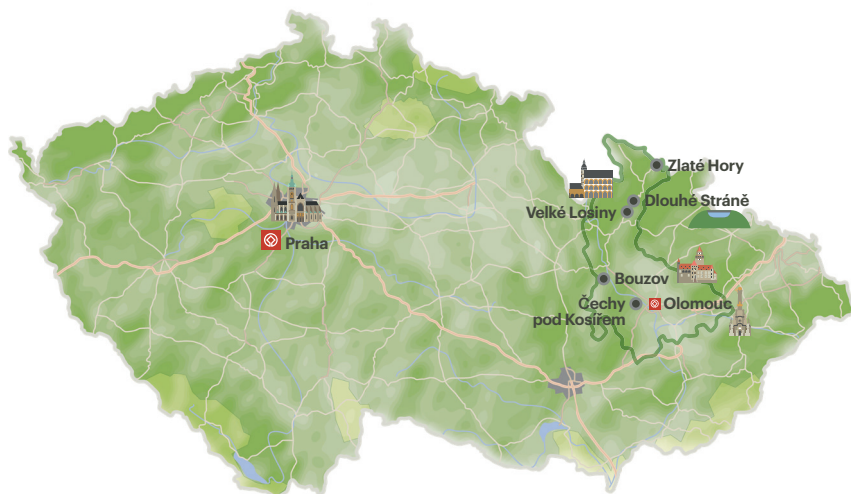 Zlaté Hory
Dlouhé Stráně
Velké Losiny
Praha
Bouzov
Čechy
pod Kosířem
Olomouc